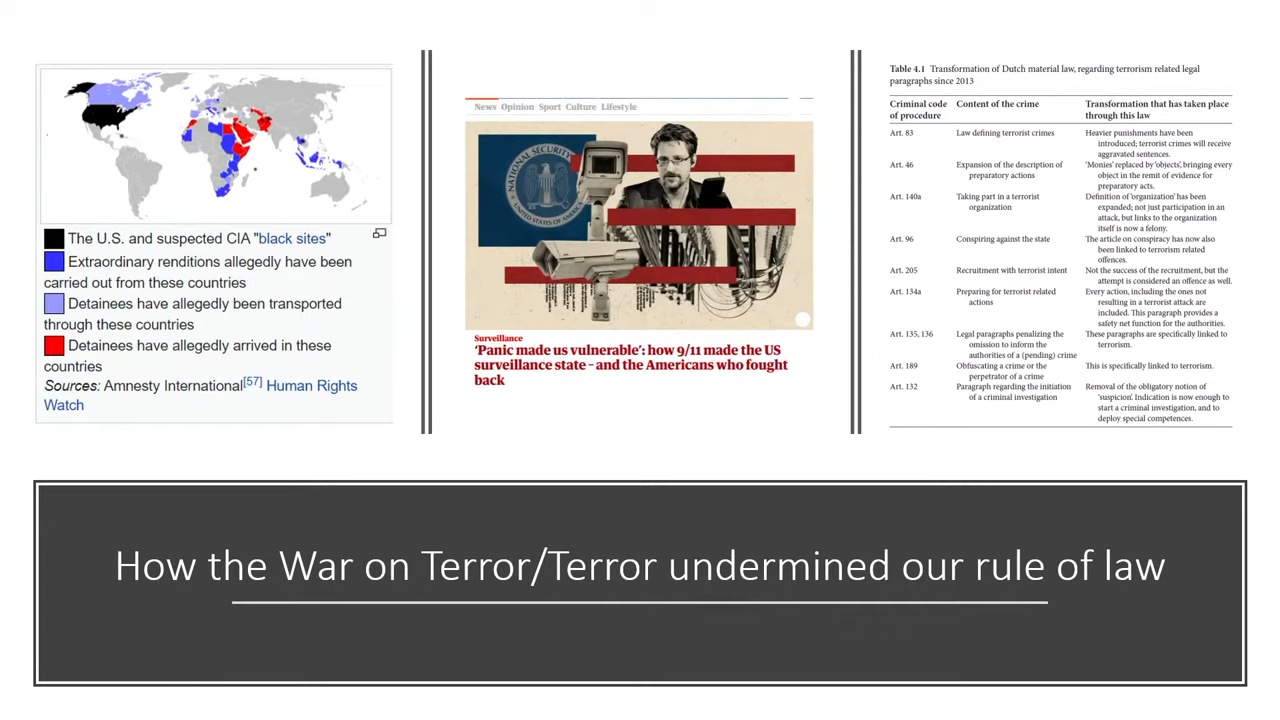 The U.S. and suspected CIA "black sites"
Extraordinary renditions allegedly have been
carried out from these countries
Detainees have allegedly been transported
through these countries
Detainees have allegedly arrived in these
countries
Sources: Amnesty International[57] Human Rights
Watch
News Opinion Sport Culture Lifestyle
NATIONAL SECURITY
UNITED STATES OF AMERICA
Surveillance
'Panic made us vulnerable': how 9/11 made the US
surveillance state – and the Americans who fought
back
Table 4.1 Transformation of Dutch material law, regarding terrorism related legal
paragraphs since 2013
Criminal code Content of the crime Transformation that has taken place
of procedure through this law
Art. 83 Law defining terrorist crimes Heavier punishments have been
introduced; terrorist crimes will receive
aggravated sentences.
Art. 46 Expansion of the description of 'Monies' replaced by 'objects', bringing every
preparatory actions object in the remit of evidence for
preparatory acts.
Art. 140a Taking part in a terrorist Definition of 'organization' has been
organization expanded; not just participation in an
attack, but links to the organization
itself is now a felony.
Art. 96 Conspiring against the state The article on conspiracy has now also
been linked to terrorism related
offences.
Art. 205 Recruitment with terrorist intent Not the success of the recruitment, but the
attempt is considered an offence as well.
Art. 134a Preparing for terrorist related Every action, including the ones not
actions resulting in a terrorist attack are
included. This paragraph provides a
safety net function for the authorities.
Art. 135, 136 Legal paragraphs penalizing the These paragraphs are specifically linked to
omission to inform the terrorism.
authorities of a (pending) crime
Art. 189 Obfuscating a crime or the This is specifically linked to terrorism.
perpetrator of a crime
Art. 132 Paragraph regarding the initiation Removal of the obligatory notion of
of a criminal investigation 'suspicion'. Indication is now enough to
start a criminal investigation, and to
deploy special competences.
How the War on Terror/Terror undermined our rule of law